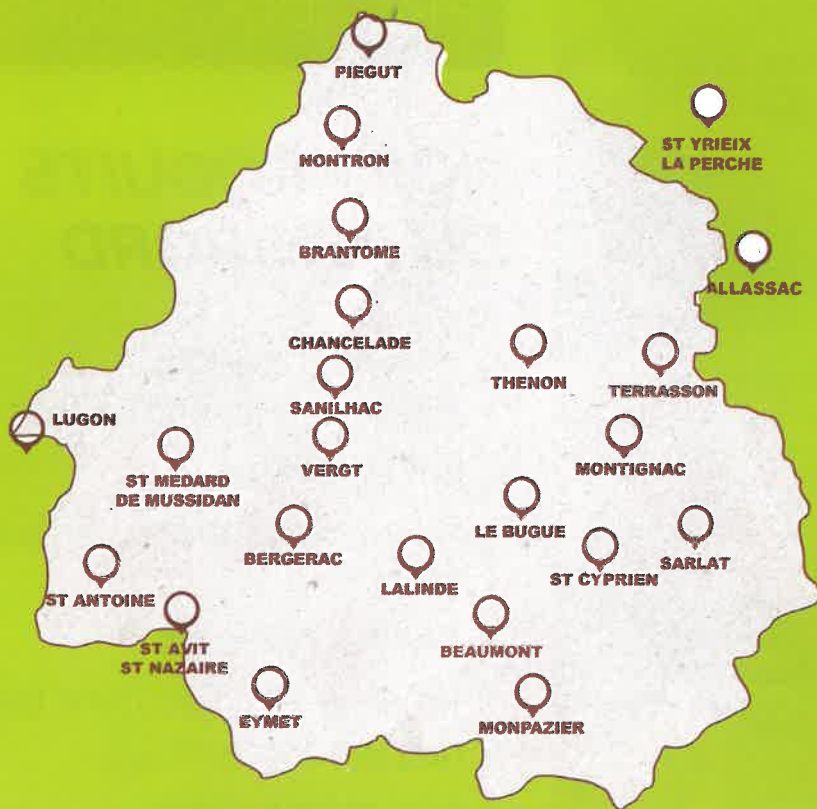 PIEGUT
NONTRON
ST YRIEIX
LA PERCHE
BRANTOME
ALLASSAC
CHANCELADE
THENON
TERRASSON
SANILHAC
LUGON
VERGT
MONTIGNAC
ST MEDARD
DE MUSSIDAN
LE BUGUE
BERGERAC
ST CYPRIEN
SARLAT
LALINDE
ST ANTOINE
BEAUMONT
ST AVIT
ST NAZAIRE
EYMET
MONPAZIER